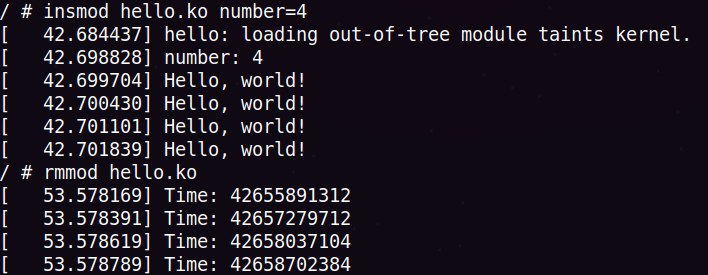 / # insmod hello.ko number=4
[   42.684437] hello: loading out-of-tree module taints kernel.
[   42.698828] number: 4
[   42.699704] Hello, world!
[   42.700430] Hello, world!
[   42.701101] Hello, world!
[   42.701839] Hello, world!
/ # rmmod hello.ko
[   53.578169] Time: 42655891312
[   53.578391] Time: 42657279712
[   53.578619] Time: 42658037104
[   53.578789] Time: 42658702384